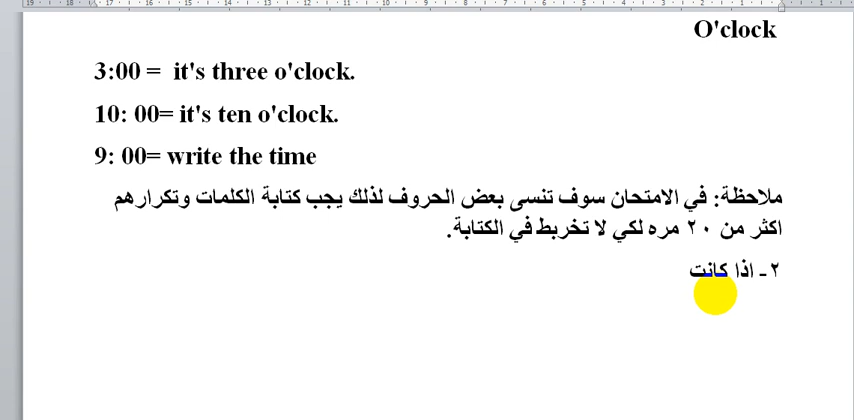 O'clock
3:00 =  it's three o'clock.
10: 00= it's ten o'clock.
9: 00= write the time
ملاحظة: في الامتحان سوف تنسى بعض الحروف لذلك يجب كتابة الكلمات وتكرارهم
اكثر من ٢٠ مره لكي لا تخربط في الكتابة.
٢ ـ اذا كانت